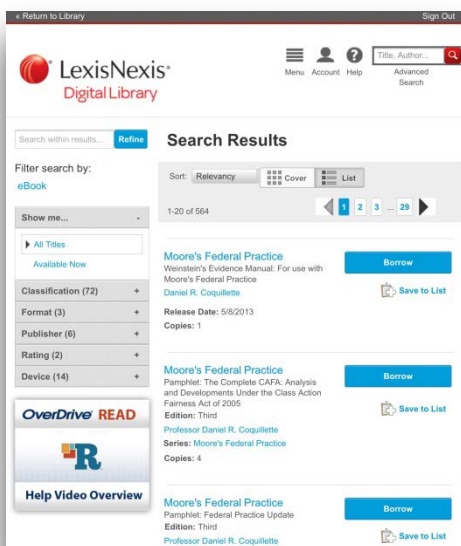 « Return to Library
Sign Out
LexisNexis®
Digital Library
Menu
Account
Help
Title, Author...
Advanced
Search
Search within results...
Refine
Filter search by:
eBook
Show me... -
All Titles
Available Now
Classification (72) +
Format (3) +
Publisher (6) +
Rating (2) +
Device (14) +
OverDrive® READ
R
Help Video Overview
Search Results
Sort: Relevancy
Cover
List
1-20 of 564
1 2 3 ... 29
Moore's Federal Practice
Weinstein's Evidence Manual: For use with
Moore's Federal Practice
Daniel R. Coquillette
Release Date: 5/8/2013
Copies: 1
Borrow
Save to List
Moore's Federal Practice
Pamphlet: The Complete CAFA: Analysis
and Developments Under the Class Action
Fairness Act of 2005
Edition: Third
Professor Daniel R. Coquillette
Series: Moore's Federal Practice
Copies: 4
Borrow
Save to List
Moore's Federal Practice
Pamphlet: Federal Practice Update
Edition: Third
Professor Daniel R. Coquillette
Borrow
Save to List